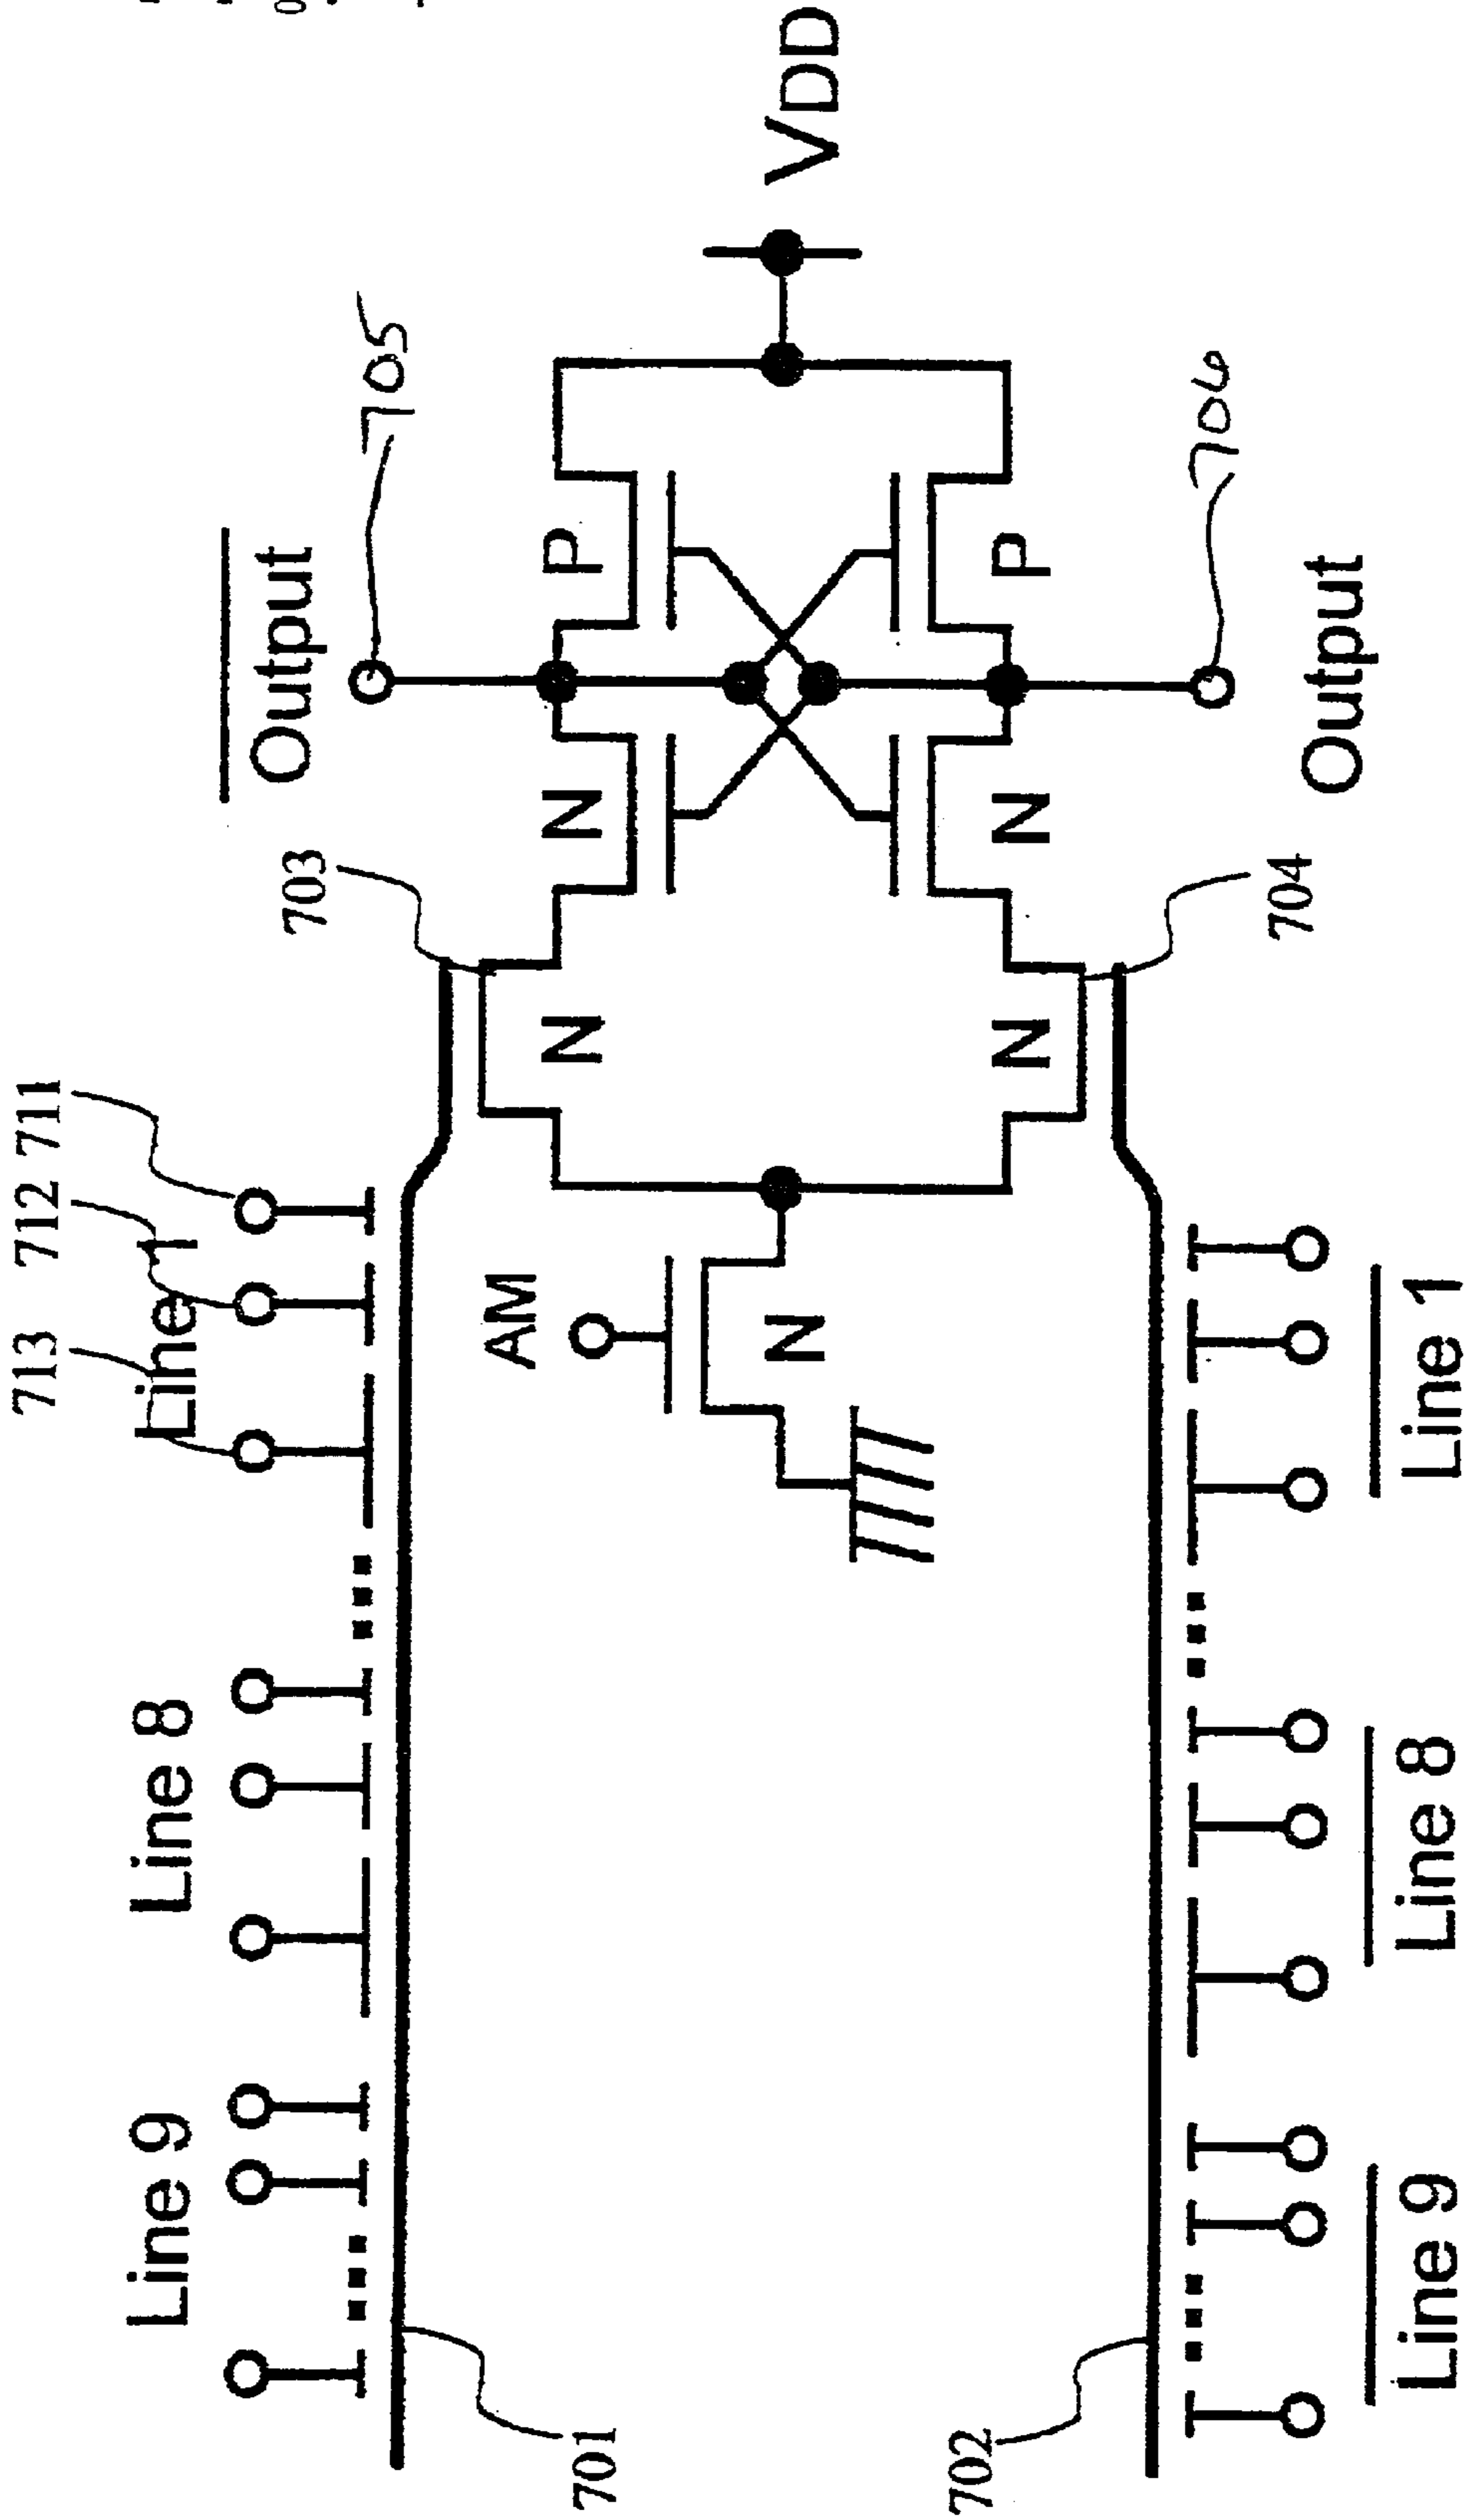 713 712 711
Line 9
Line 8
Line 1
703
Output
705
AM
701
N
N
P
N
VDD
702
N
N
P
706
704
Output
Line 9
Line 8
Line 1